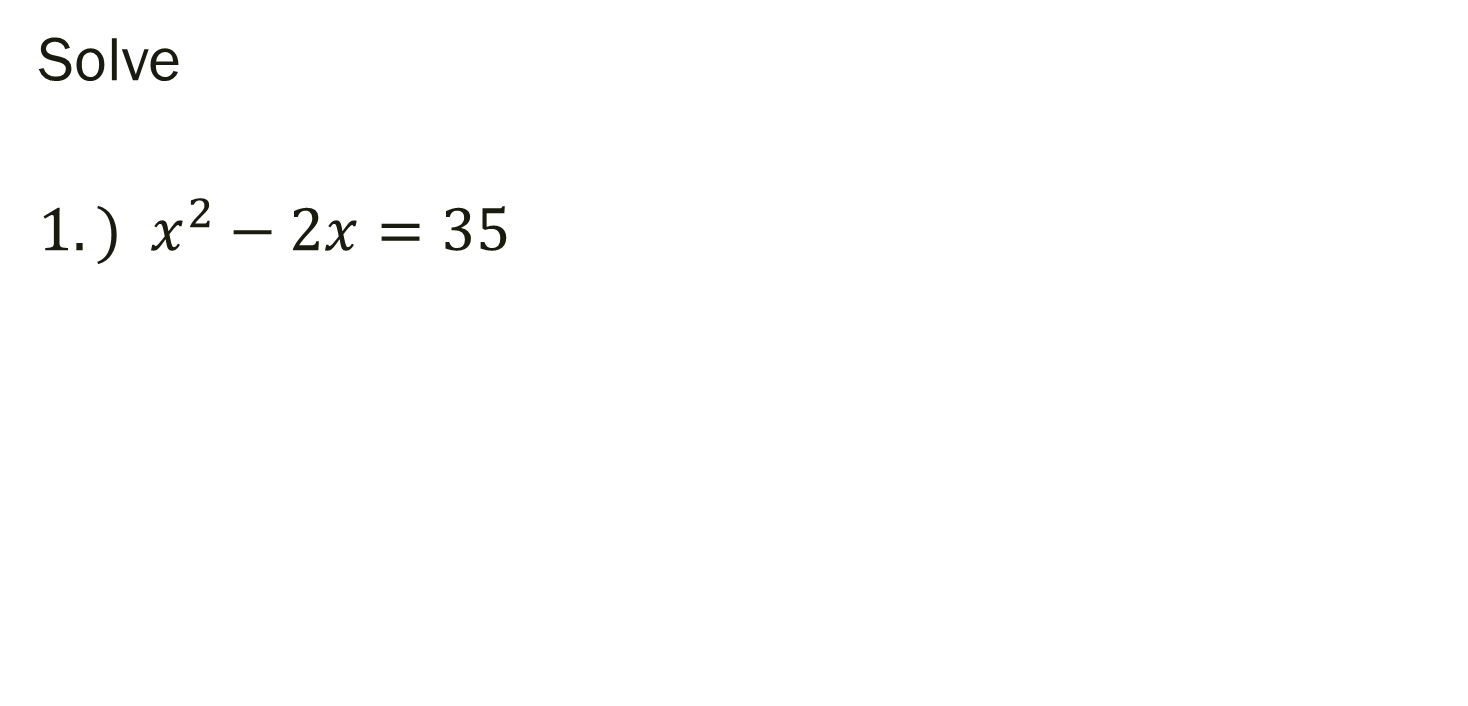 Solve
1.) x² − 2x = 35